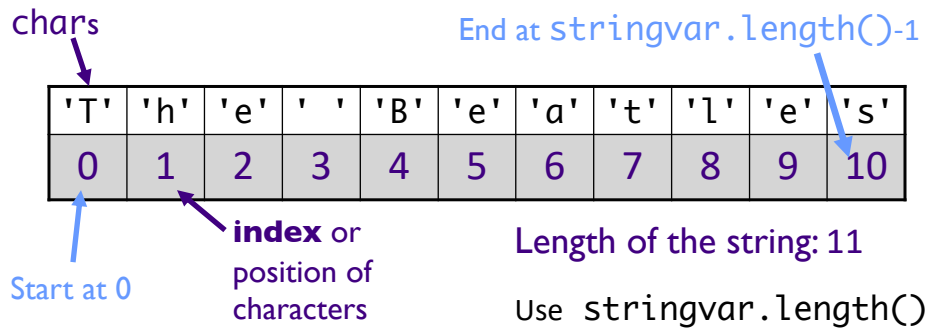 chars
End at stringvar.length()-1
'T' 'h' 'e' ' ' 'B' 'e' 'a' 't' 'l' 'e' 's'
0 1 2 3 4 5 6 7 8 9 10
Start at 0
index or
position of
characters
Length of the string: 11
Use stringvar.length()